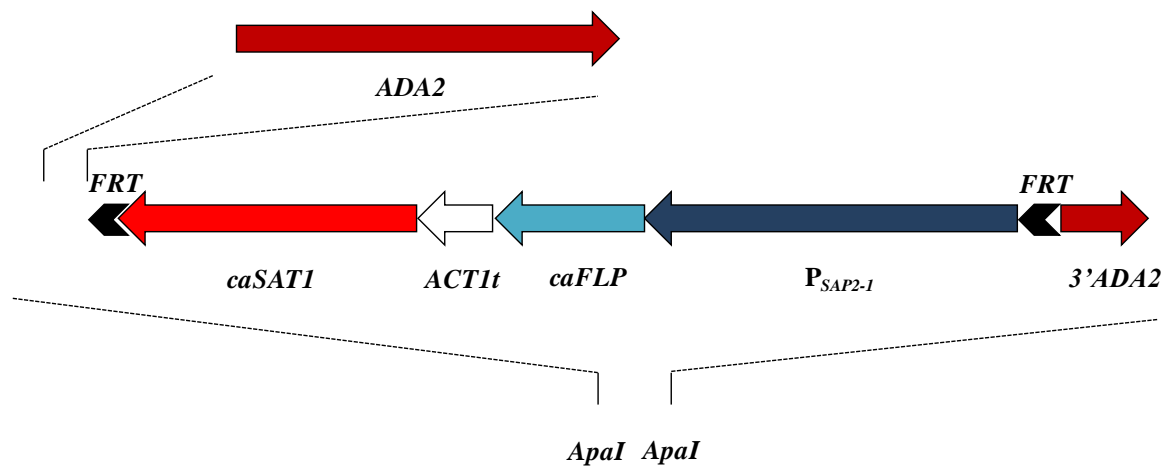 ADA2
FRT FRT
caSAT1 ACT1t caFLP PSAP2-1 3’ADA2
ApaI ApaI